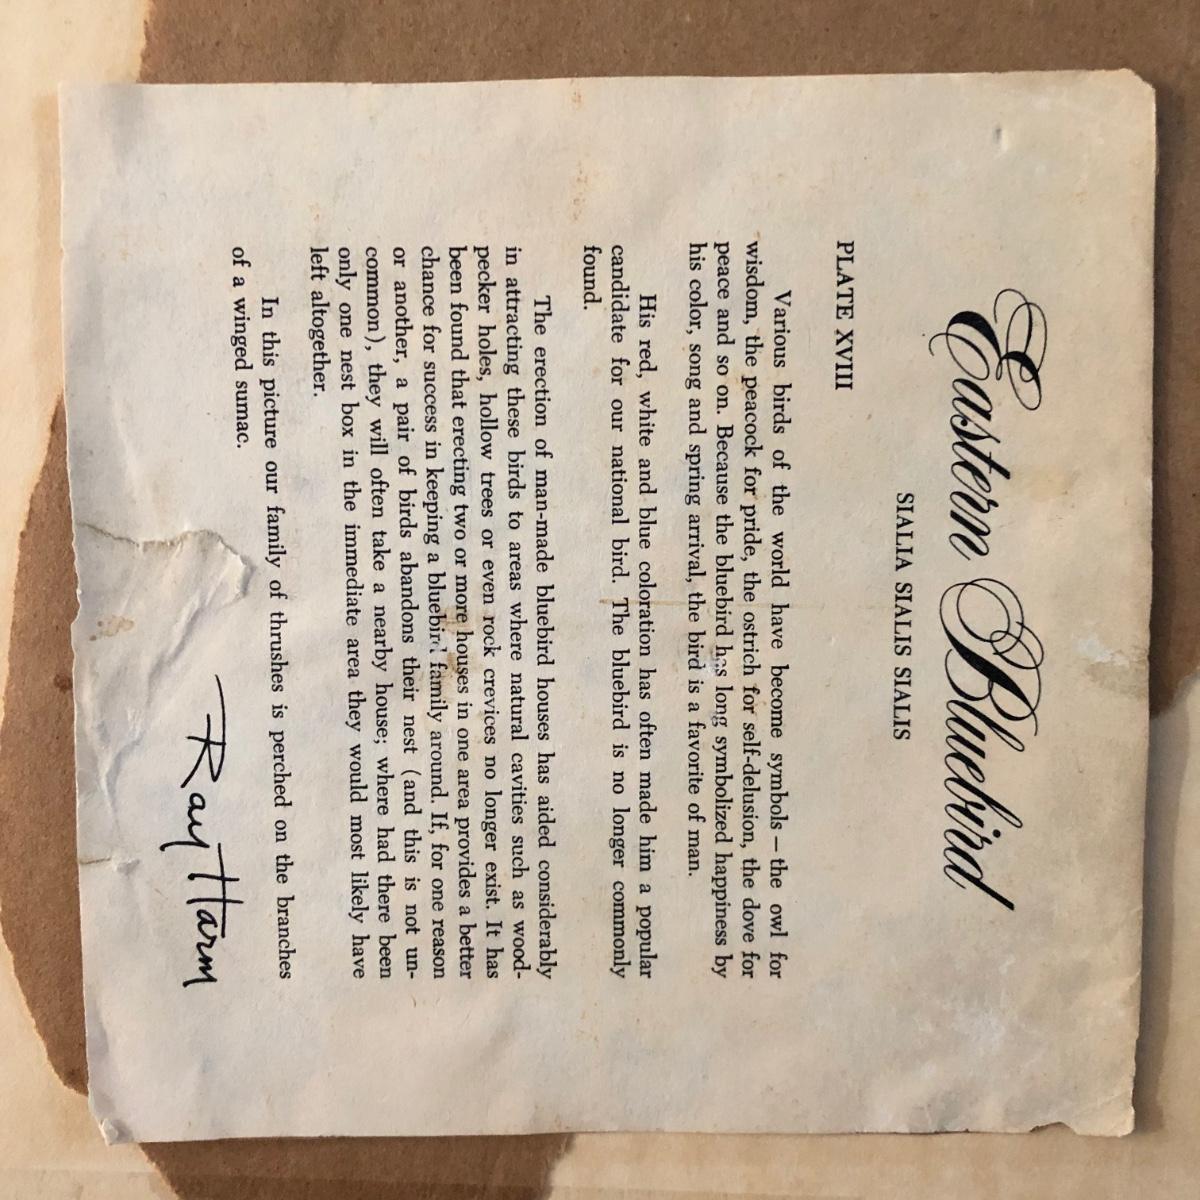 Eastern Bluebird
SIALIA SIALIS SIALIS
PLATE XVIII
Various birds of the world have become symbols — the owl for
wisdom, the peacock for pride, the ostrich for self-delusion, the dove for
peace and so on. Because the bluebird has long symbolized happiness by
his color, song and spring arrival, the bird is a favorite of man.
His red, white and blue coloration has often made him a popular
candidate for our national bird. The bluebird is no longer commonly
found.
The erection of man-made bluebird houses has aided considerably
in attracting these birds to areas where natural cavities such as wood-
pecker holes, hollow trees or even rock crevices no longer exist. It has
been found that erecting two or more houses in one area provides a better
chance for success in keeping a bluebird family around. If, for one reason
or another, a pair of birds abandons their nest (and this is not un-
common), they will often take a nearby house; where had there been
only one nest box in the immediate area they would most likely have
left altogether.
In this picture our family of thrushes is perched on the branches
of a winged sumac.
Ray Harm